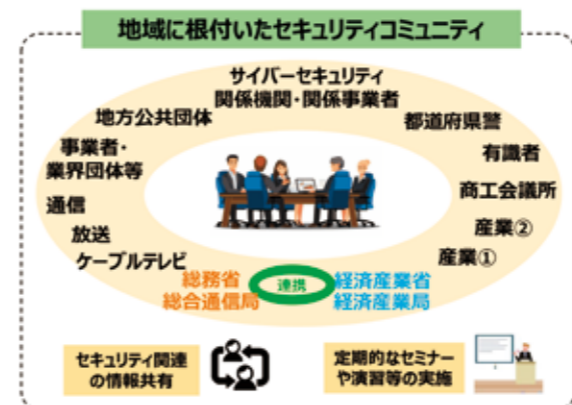 地域に根付いたセキュリティコミュニティ
サイバーセキュリティ
関係機関・関係事業者
地方公共団体
都道府県警
事業者・
業界団体等
有識者
通信
商工会議所
放送
産業②
ケーブルテレビ
産業①
総務省
総合通信局
連携
経済産業省
経済産業局
セキュリティ関連
の情報共有
定期的なセミナー
や演習等の実施